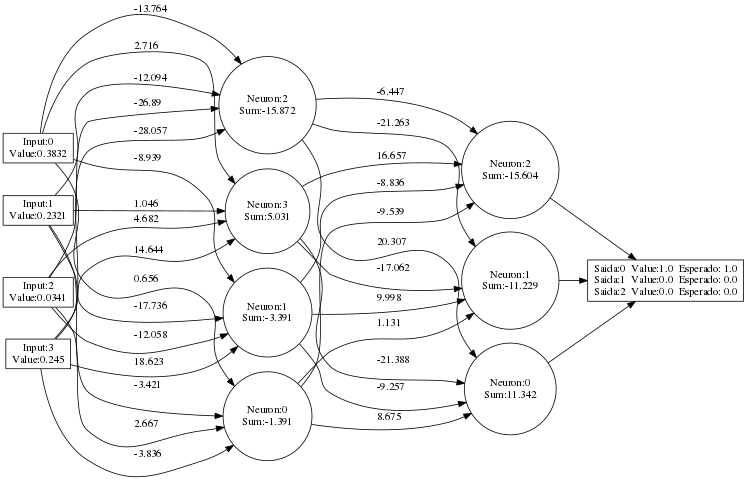 -13.764
2.716
-12.094
-26.89
-28.057
-8.939
1.046
4.682
14.644
0.656
-17.736
-12.058
18.623
-3.421
2.667
-3.836
Input:0
Value:0.3832
Input:1
Value:0.2321
Input:2
Value:0.0341
Input:3
Value:0.245
Neuron:2
Sum:-15.872
Neuron:3
Sum:5.031
Neuron:1
Sum:-3.391
Neuron:0
Sum:-1.391
-6.447
-21.263
16.657
-8.836
-9.539
20.307
-17.062
9.998
1.131
-21.388
-9.257
8.675
Neuron:2
Sum:-15.604
Neuron:1
Sum:-11.229
Neuron:0
Sum:11.342
Saida:0 Value:1.0 Esperado: 1.0
Saida:1 Value:0.0 Esperado: 0.0
Saida:2 Value:0.0 Esperado: 0.0